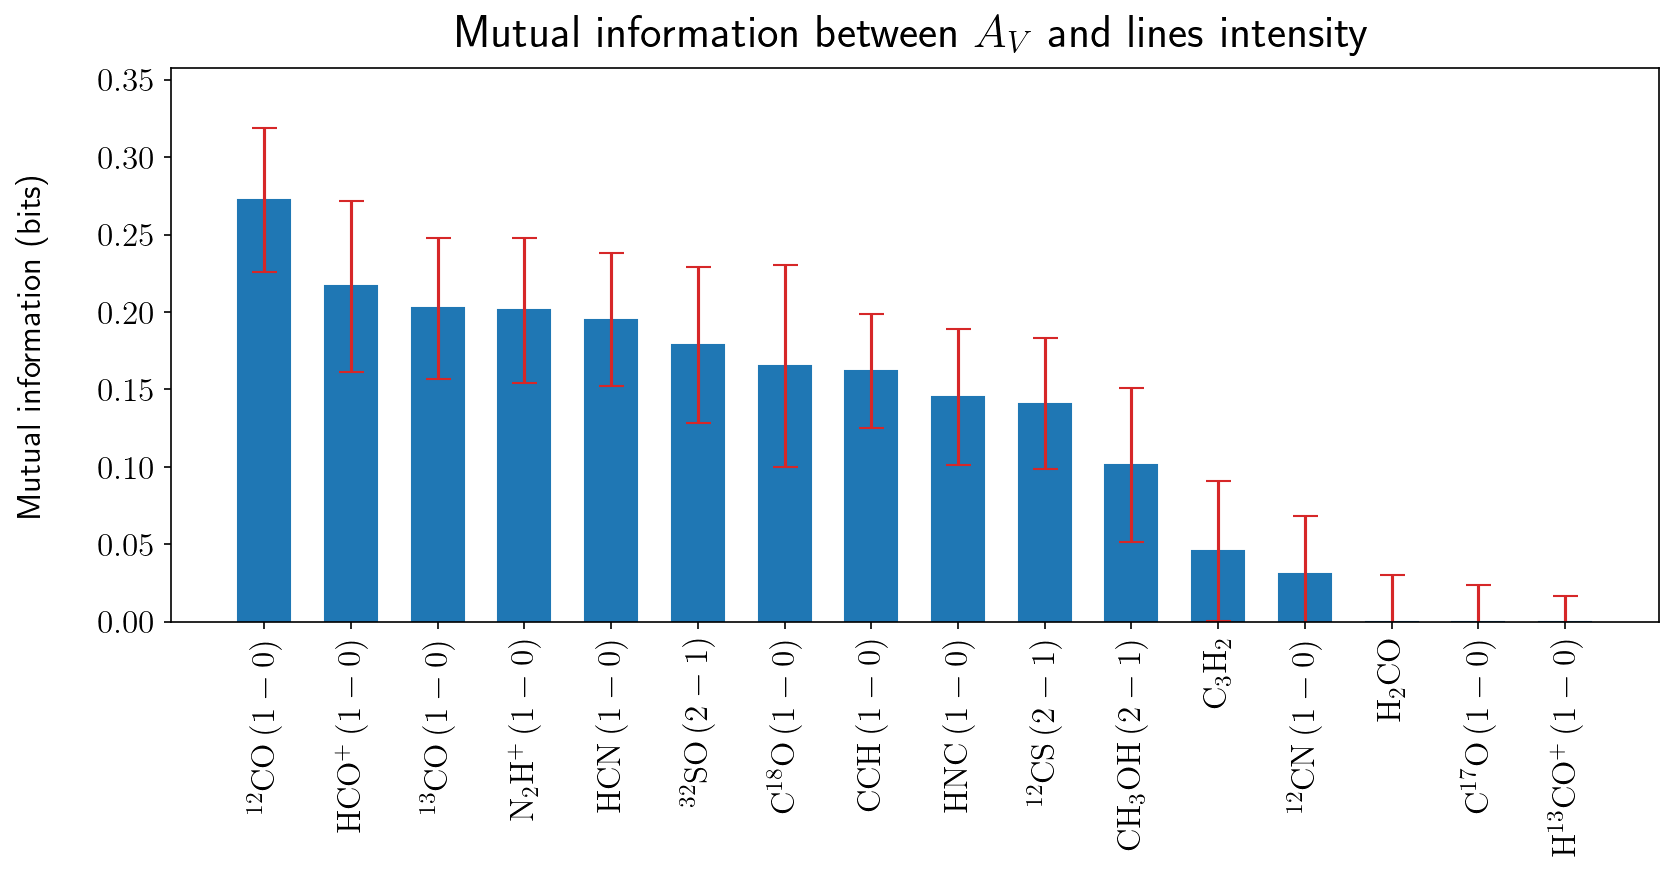 Mutual information between A_V and lines intensity
Mutual information (bits)
0.35
0.30
0.25
0.20
0.15
0.10
0.05
0.00
¹²CO (1 − 0)
HCO⁺ (1 − 0)
¹³CO (1 − 0)
N₂H⁺ (1 − 0)
HCN (1 − 0)
³²SO (2 − 1)
C¹⁸O (1 − 0)
CCH (1 − 0)
HNC (1 − 0)
¹²CS (2 − 1)
CH₃OH (2 − 1)
C₃H₂
¹²CN (1 − 0)
H₂CO
C¹⁷O (1 − 0)
H¹³CO⁺ (1 − 0)